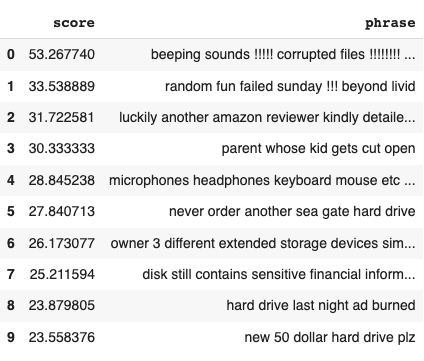 score phrase
0 53.267740 beeping sounds !!!!! corrupted files !!!!!!!! ...
1 33.538889 random fun failed sunday !!! beyond livid
2 31.722581 luckily another amazon reviewer kindly detaile...
3 30.333333 parent whose kid gets cut open
4 28.845238 microphones headphones keyboard mouse etc ...
5 27.840713 never order another sea gate hard drive
6 26.173077 owner 3 different extended storage devices sim...
7 25.211594 disk still contains sensitive financial inform...
8 23.879805 hard drive last night ad burned
9 23.558376 new 50 dollar hard drive plz